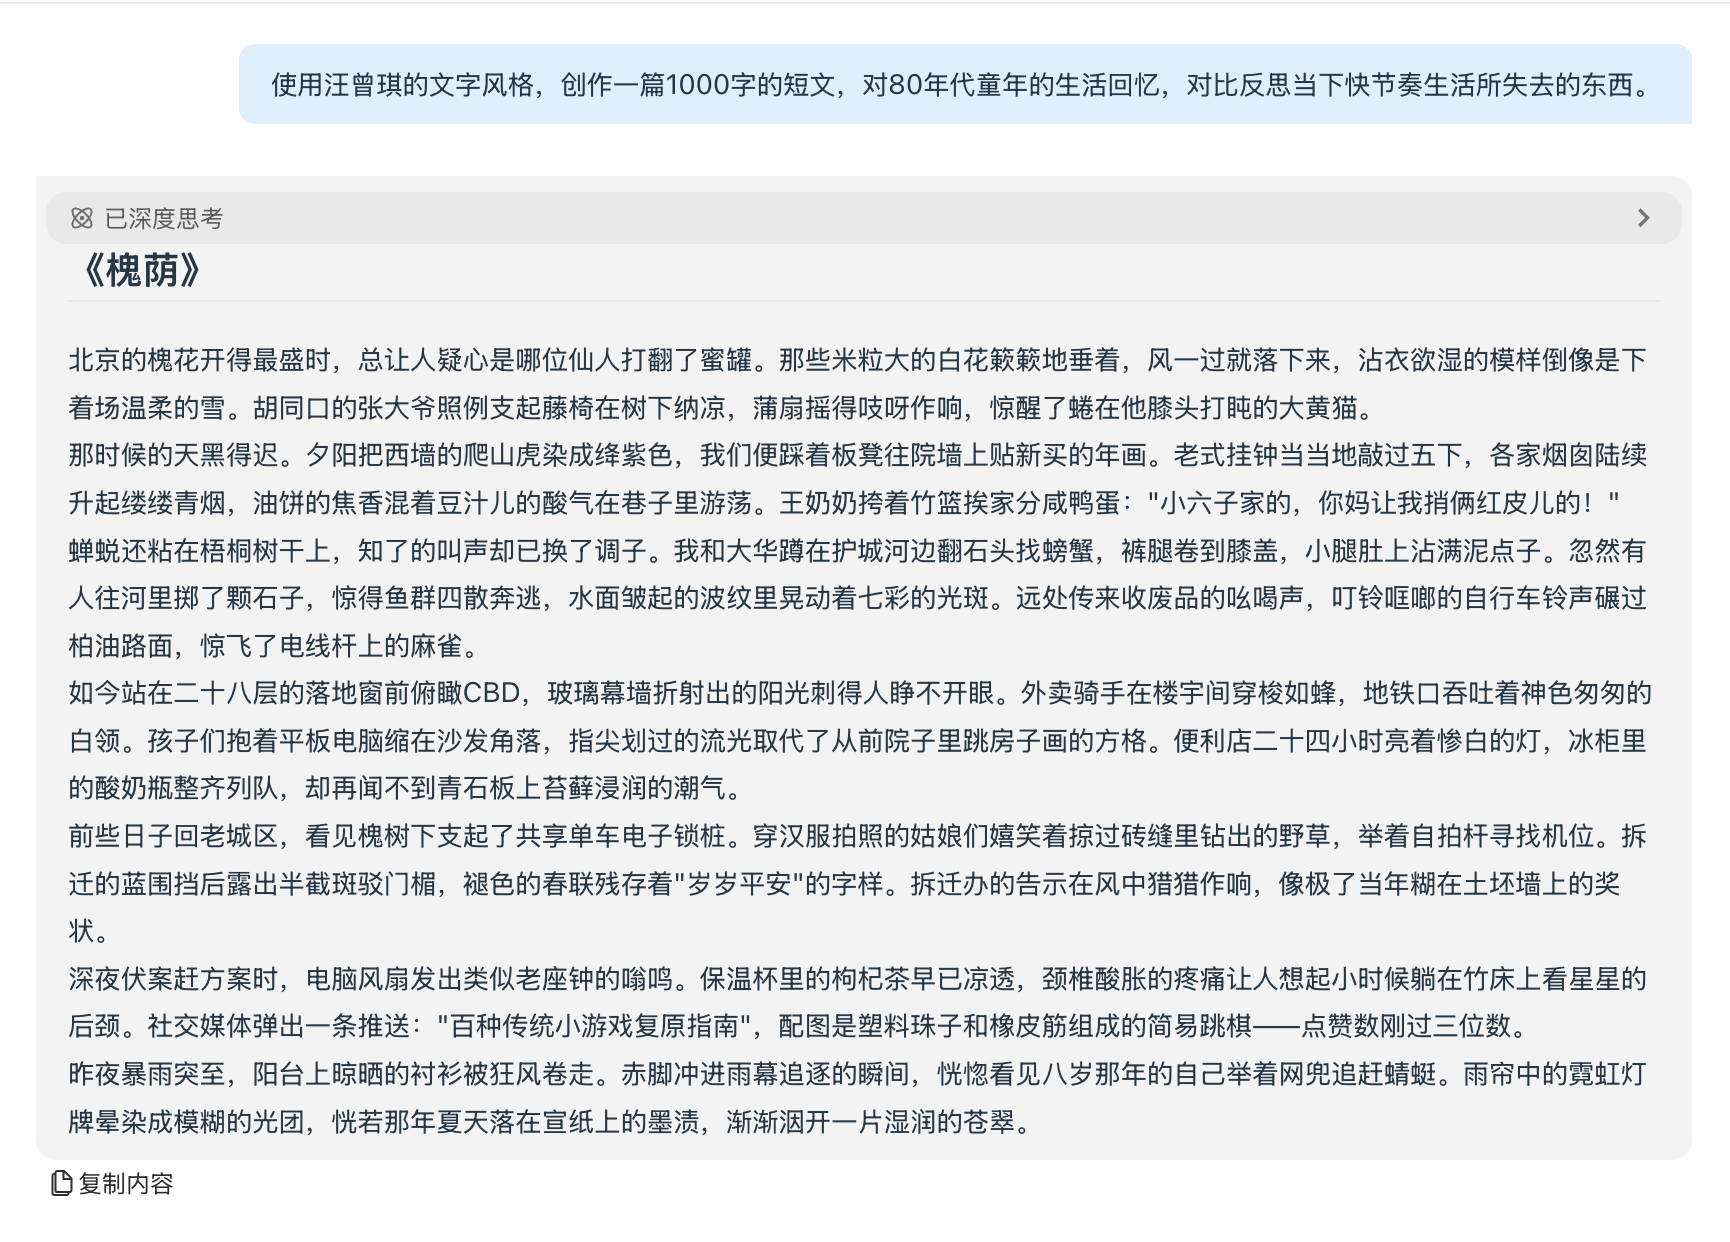 使用汪曾琪的文字风格，创作一篇1000字的短文，对80年代童年的生活回忆，对比反思当下快节奏生活所失去的东西。
已深度思考
《槐荫》
北京的槐花开得最盛时，总让人疑心是哪位仙人打翻了蜜罐。那些米粒大的白花簌簌地垂着，风一过就落下来，沾衣欲湿的模样倒像是下
着场温柔的雪。胡同口的张大爷照例支起藤椅在树下纳凉，蒲扇摇得吱呀作响，惊醒了蜷在他膝头打盹的大黄猫。
那时候的天黑得迟。夕阳把西墙的爬山虎染成绛紫色，我们便踩着板凳往院墙上贴新买的年画。老式挂钟当当地敲过五下，各家烟囱陆续
升起缕缕青烟，油饼的焦香混着豆汁儿的酸气在巷子里游荡。王奶奶挎着竹篮挨家分咸鸭蛋："小六子家的，你妈让我捎俩红皮儿的！"
蝉蜕还粘在梧桐树干上，知了的叫声却已换了调子。我和大华蹲在护城河边翻石头找螃蟹，裤腿卷到膝盖，小腿肚上沾满泥点子。忽然有
人往河里掷了颗石子，惊得鱼群四散奔逃，水面皱起的波纹里晃动着七彩的光斑。远处传来收废品的吆喝声，叮铃哐啷的自行车铃声碾过
柏油路面，惊飞了电线杆上的麻雀。
如今站在二十八层的落地窗前俯瞰CBD，玻璃幕墙折射出的阳光刺得人睁不开眼。外卖骑手在楼宇间穿梭如蜂，地铁口吞吐着神色匆匆的
白领。孩子们抱着平板电脑缩在沙发角落，指尖划过的流光取代了从前院子里跳房子画的方格。便利店二十四小时亮着惨白的灯，冰柜里
的酸奶瓶整齐列队，却再闻不到青石板上苔藓浸润的潮气。
前些日子回老城区，看见槐树下支起了共享单车电子锁桩。穿汉服拍照的姑娘们嬉笑着掠过砖缝里钻出的野草，举着自拍杆寻找机位。拆
迁的蓝围挡后露出半截斑驳门楣，褪色的春联残存着"岁岁平安"的字样。拆迁办的告示在风中猎猎作响，像极了当年糊在土坯墙上的奖
状。
深夜伏案赶方案时，电脑风扇发出类似老座钟的嗡鸣。保温杯里的枸杞茶早已凉透，颈椎酸胀的疼痛让人想起小时候躺在竹床上看星星的
后颈。社交媒体弹出一条推送："百种传统小游戏复原指南"，配图是塑料珠子和橡皮筋组成的简易跳棋——点赞数刚过三位数。
昨夜暴雨突至，阳台上晾晒的衬衫被狂风卷走。赤脚冲进雨幕追逐的瞬间，恍惚看见八岁那年的自己举着网兜追赶蜻蜓。雨帘中的霓虹灯
牌晕染成模糊的光团，恍若那年夏天落在宣纸上的墨渍，渐渐洇开一片湿润的苍翠。
复制内容